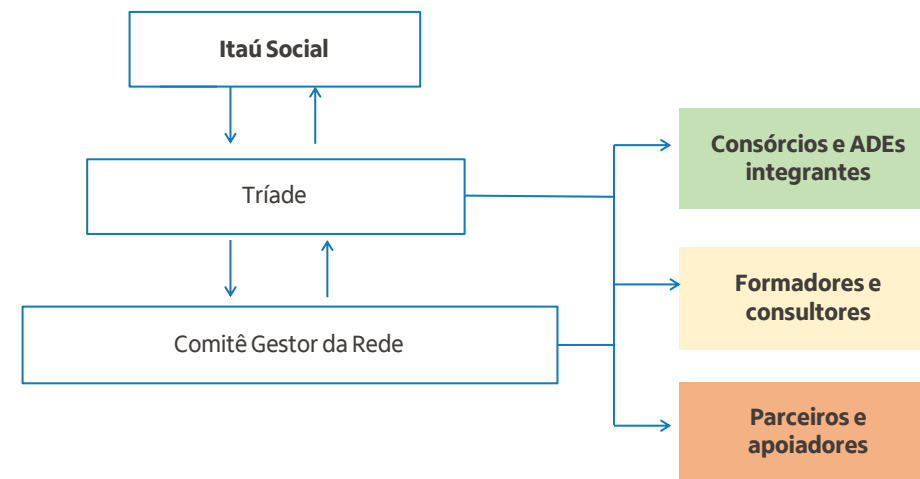 Itaú Social
Tríade
Comitê Gestor da Rede
Consórcios e ADEs
integrantes
Formadores e
consultores
Parceiros e
apoiadores